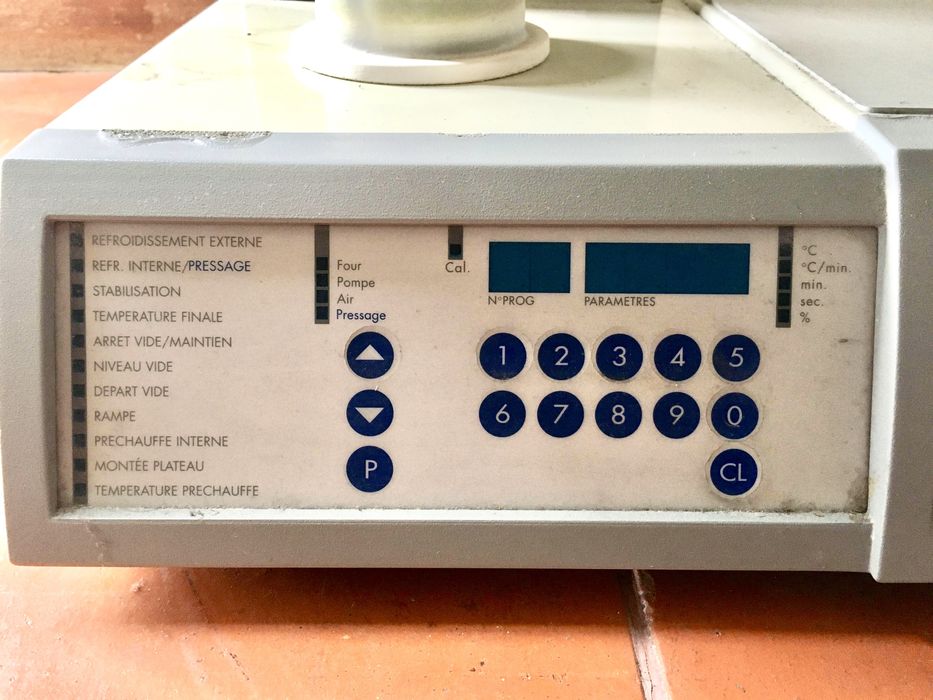 REFROIDISSEMENT EXTERNE
REFR. INTERNE/PRESSAGE
STABILISATION
TEMPERATURE FINALE
ARRET VIDE/MAINTIEN
NIVEAU VIDE
DEPART VIDE
RAMPE
PRECHAUFFE INTERNE
MONTÉE PLATEAU
TEMPERATURE PRECHAUFFE
Four
Pompe
Air
Pressage
P
Cal.
N°PROG
PARAMETRES
1 2 3 4 5
6 7 8 9 0
CL
°C
°C/min.
min.
sec.
%